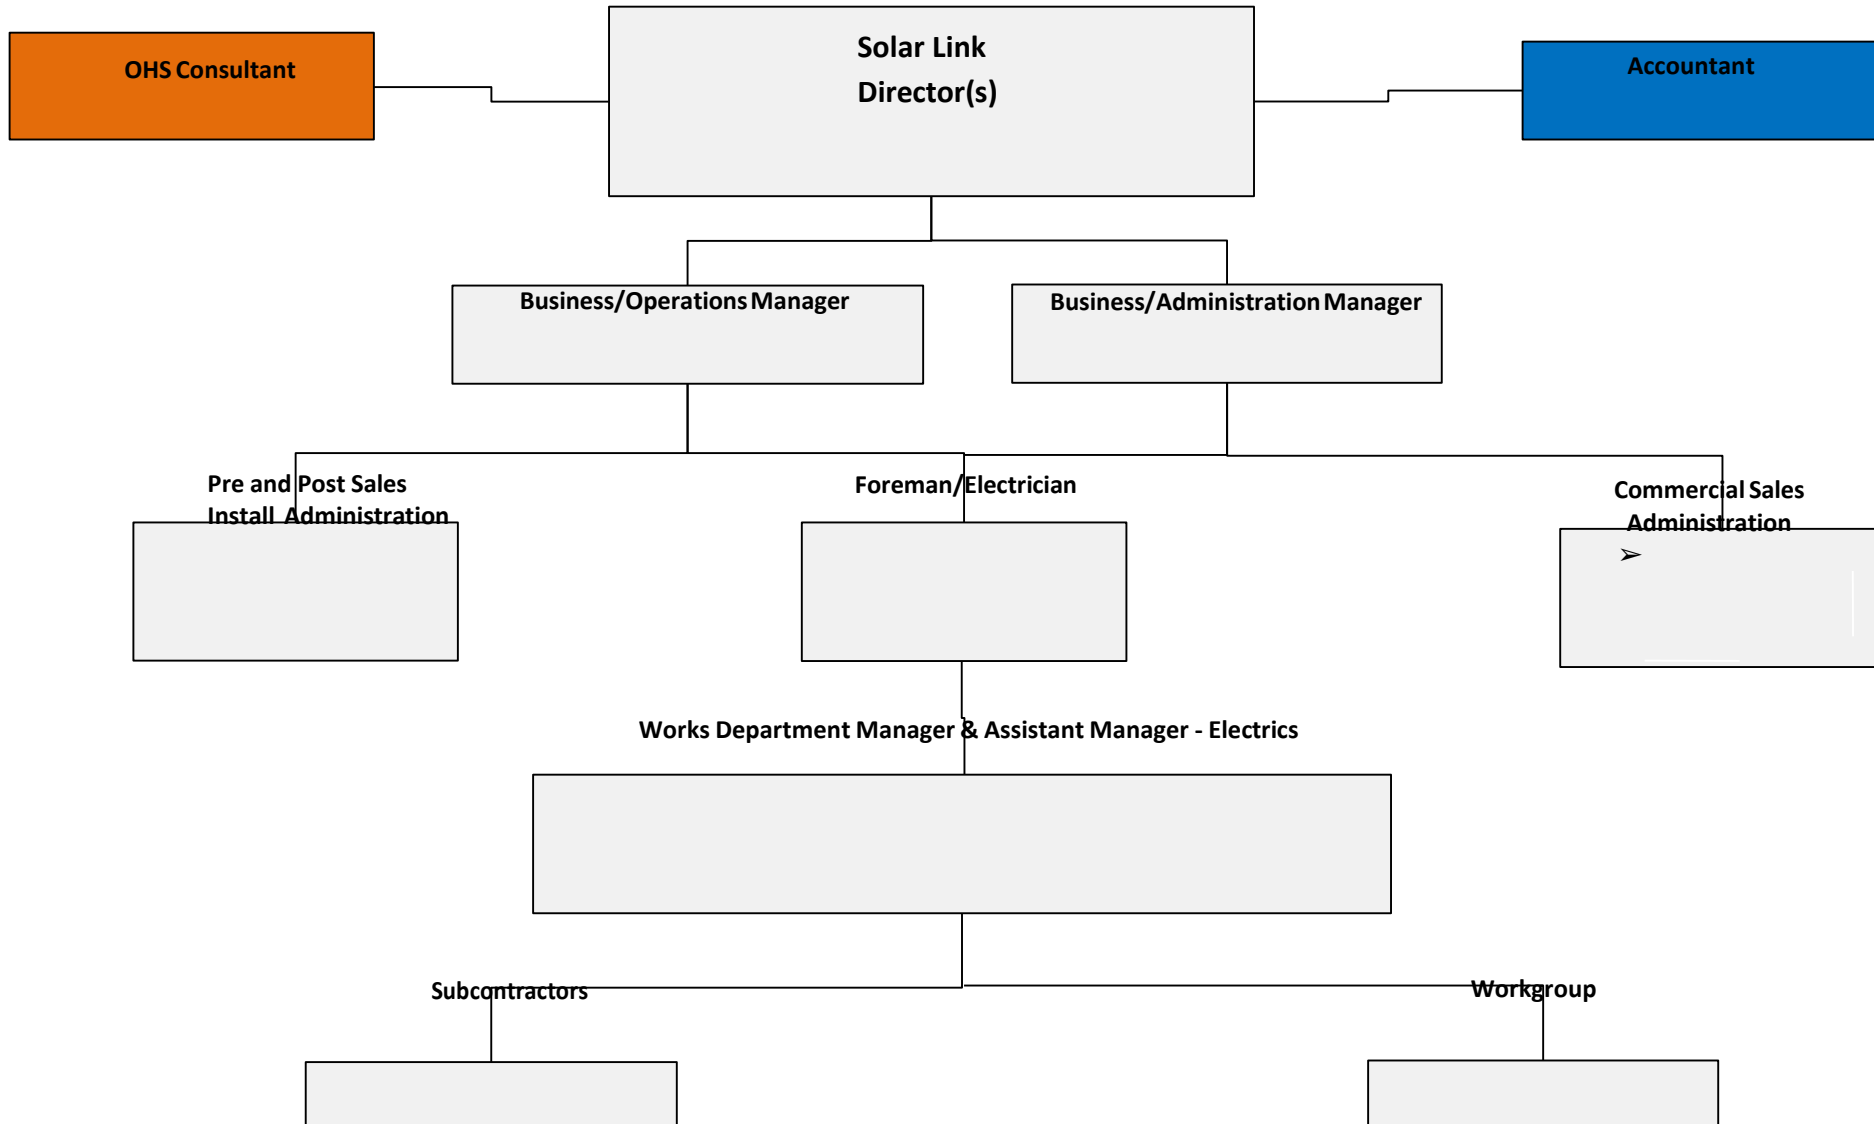 Solar Link
Director(s)
OHS Consultant
Accountant
Business/Operations Manager
Business/Administration Manager
Pre and Post Sales
Install Administration
Foreman/Electrician
Commercial Sales
Administration
➢
Works Department Manager & Assistant Manager - Electrics
Subcontractors
Workgroup